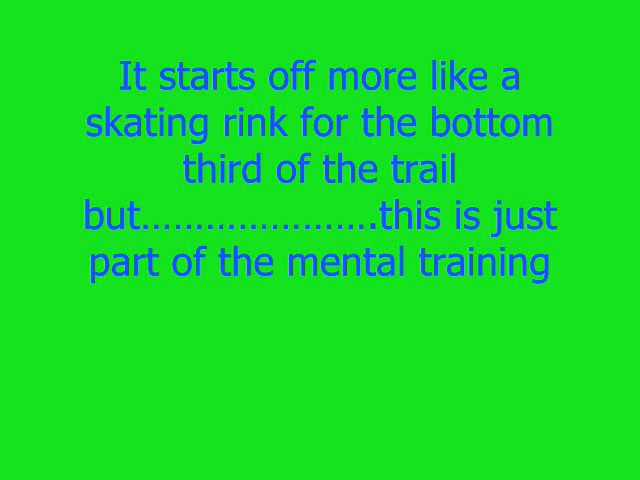 It starts off more like a
skating rink for the bottom
third of the trail
but………………….this is just
part of the mental training